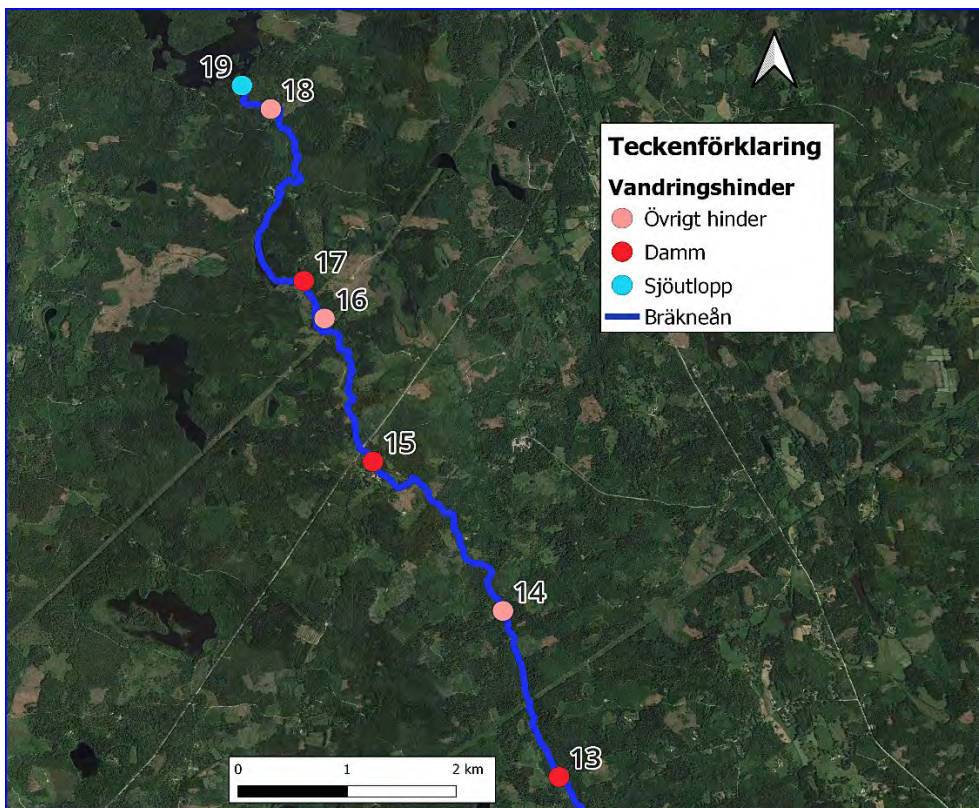 19
18
17
16
15
14
13
Teckenförklaring
Vandringshinder
Övrigt hinder
Damm
Sjöutlopp
Bräkneån
0 1 2 km